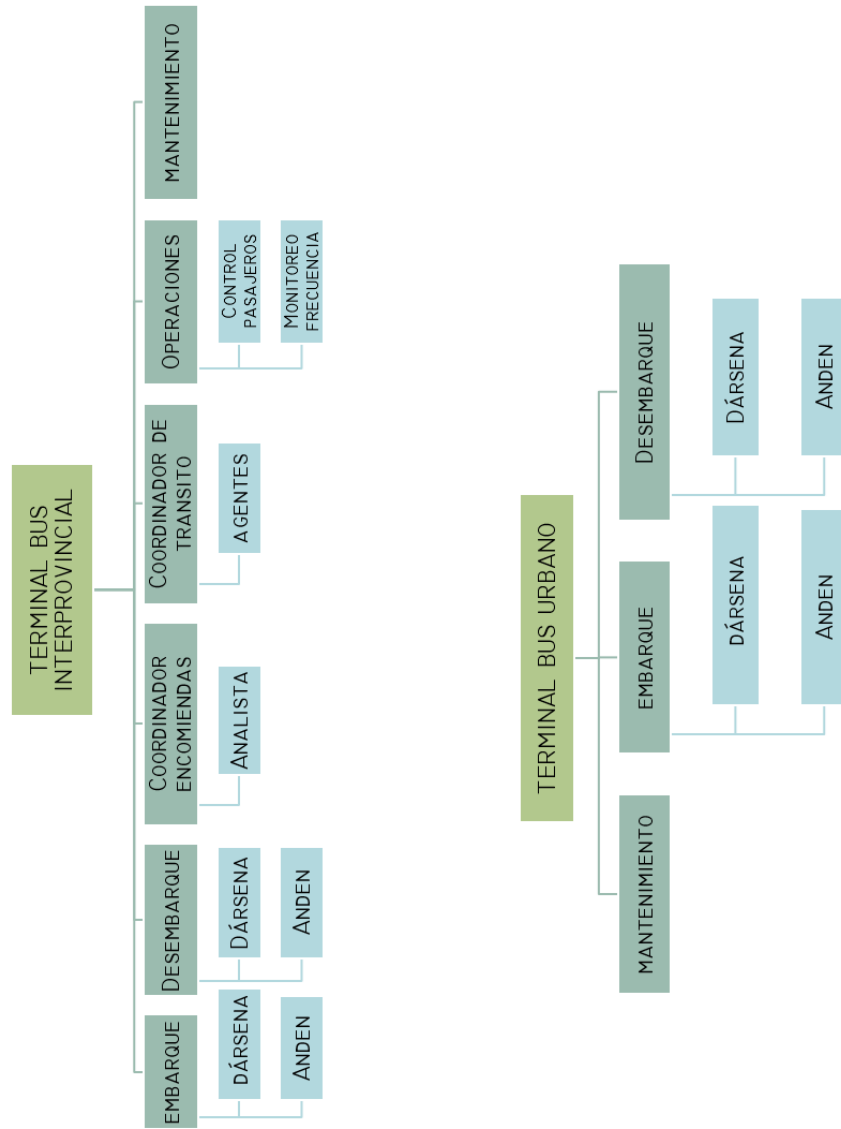 TERMINAL BUS
INTERPROVINCIAL
EMBARQUE
DÁRSENA
ANDEN
DESEMBARQUE
DÁRSENA
ANDEN
COORDINADOR
ENCOMIENDAS
ANALISTA
COORDINADOR DE
TRANSITO
AGENTES
OPERACIONES
CONTROL
PASAJEROS
MONITOREO
FRECUENCIA
MANTENIMIENTO
TERMINAL BUS URBANO
MANTENIMIENTO
EMBARQUE
DÁRSENA
ANDEN
DESEMBARQUE
DÁRSENA
ANDEN